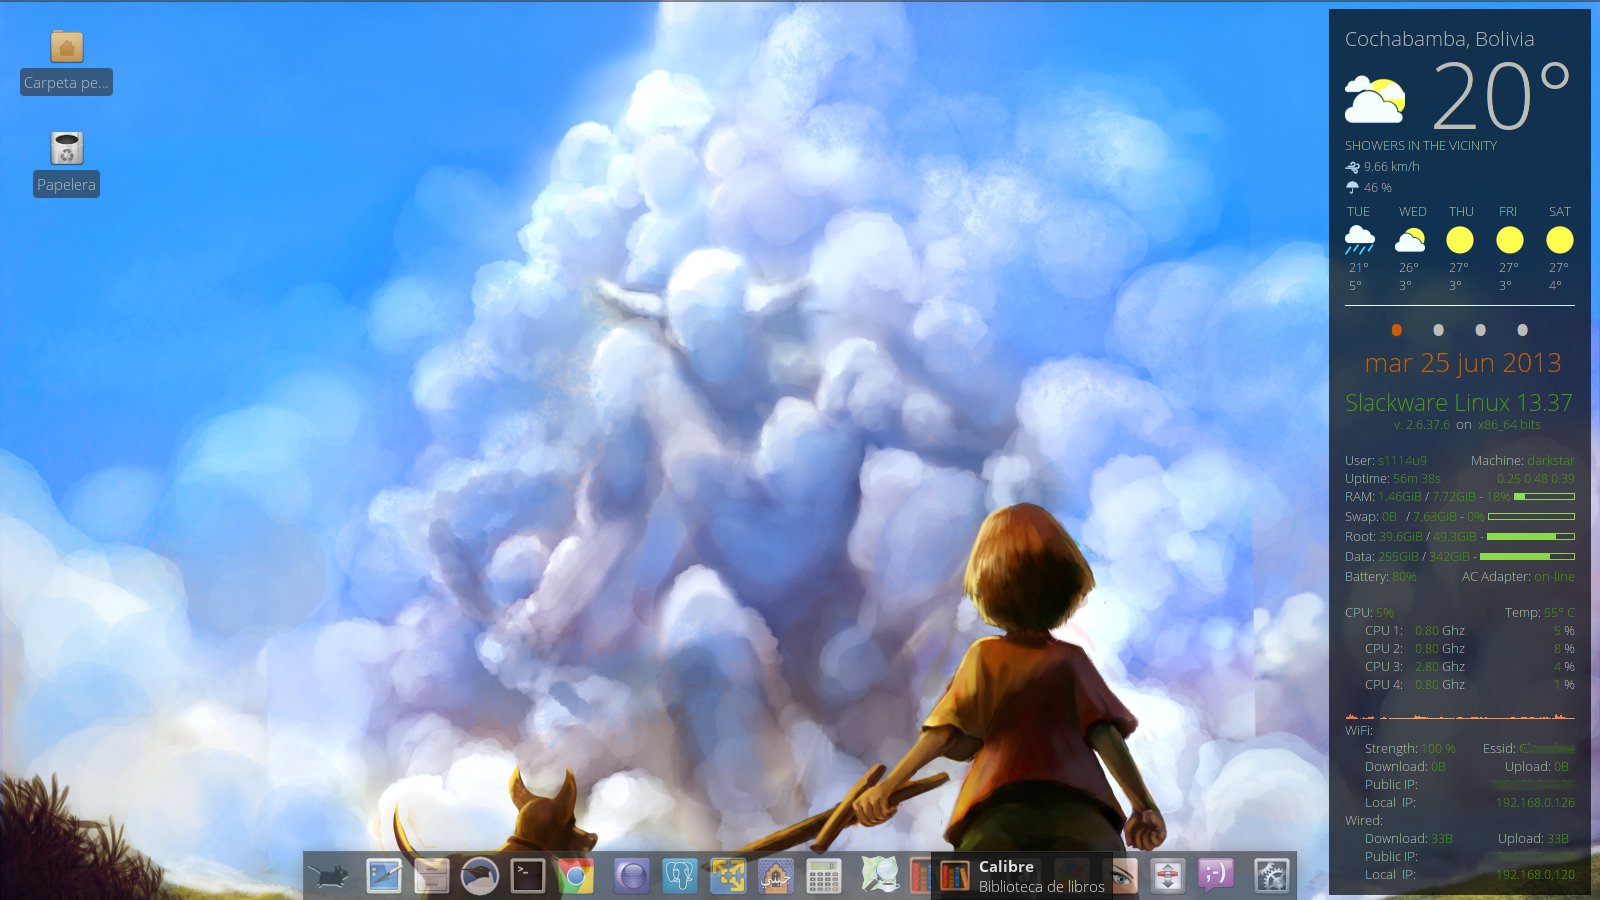 Carpeta pe...
Papelera
Cochabamba, Bolivia
20°
SHOWERS IN THE VICINITY
9.66 km/h
46 %
TUE WED THU FRI SAT
21° 26° 27° 27° 27°
5° 3° 3° 3° 4°
mar 25 jun 2013
Slackware Linux 13.37
v. 2.6.37.6 on x86_64 bits
User: s1114u9 Machine: darkstar
Uptime: 56m 38s 0.25 0.48 0.39
RAM: 1.46GiB / 7.72GiB - 18%
Swap: 0B / 7.63GiB - 0%
Root: 39.6GiB / 49.3GiB -
Data: 255GiB / 342GiB -
Battery: 80% AC Adapter: on-line
CPU: 5% Temp: 55° C
CPU 1: 0.80 Ghz 5 %
CPU 2: 0.80 Ghz 8 %
CPU 3: 2.80 Ghz 4 %
CPU 4: 0.80 Ghz 1 %
WiFi:
Strength: 100 % Essid:
Download: 0B Upload: 0B
Public IP:
Local IP: 192.168.0.126
Wired:
Download: 33B Upload: 33B
Public IP:
Local IP: 192.168.0.120
>_
;-)
Calibre
Biblioteca de libros